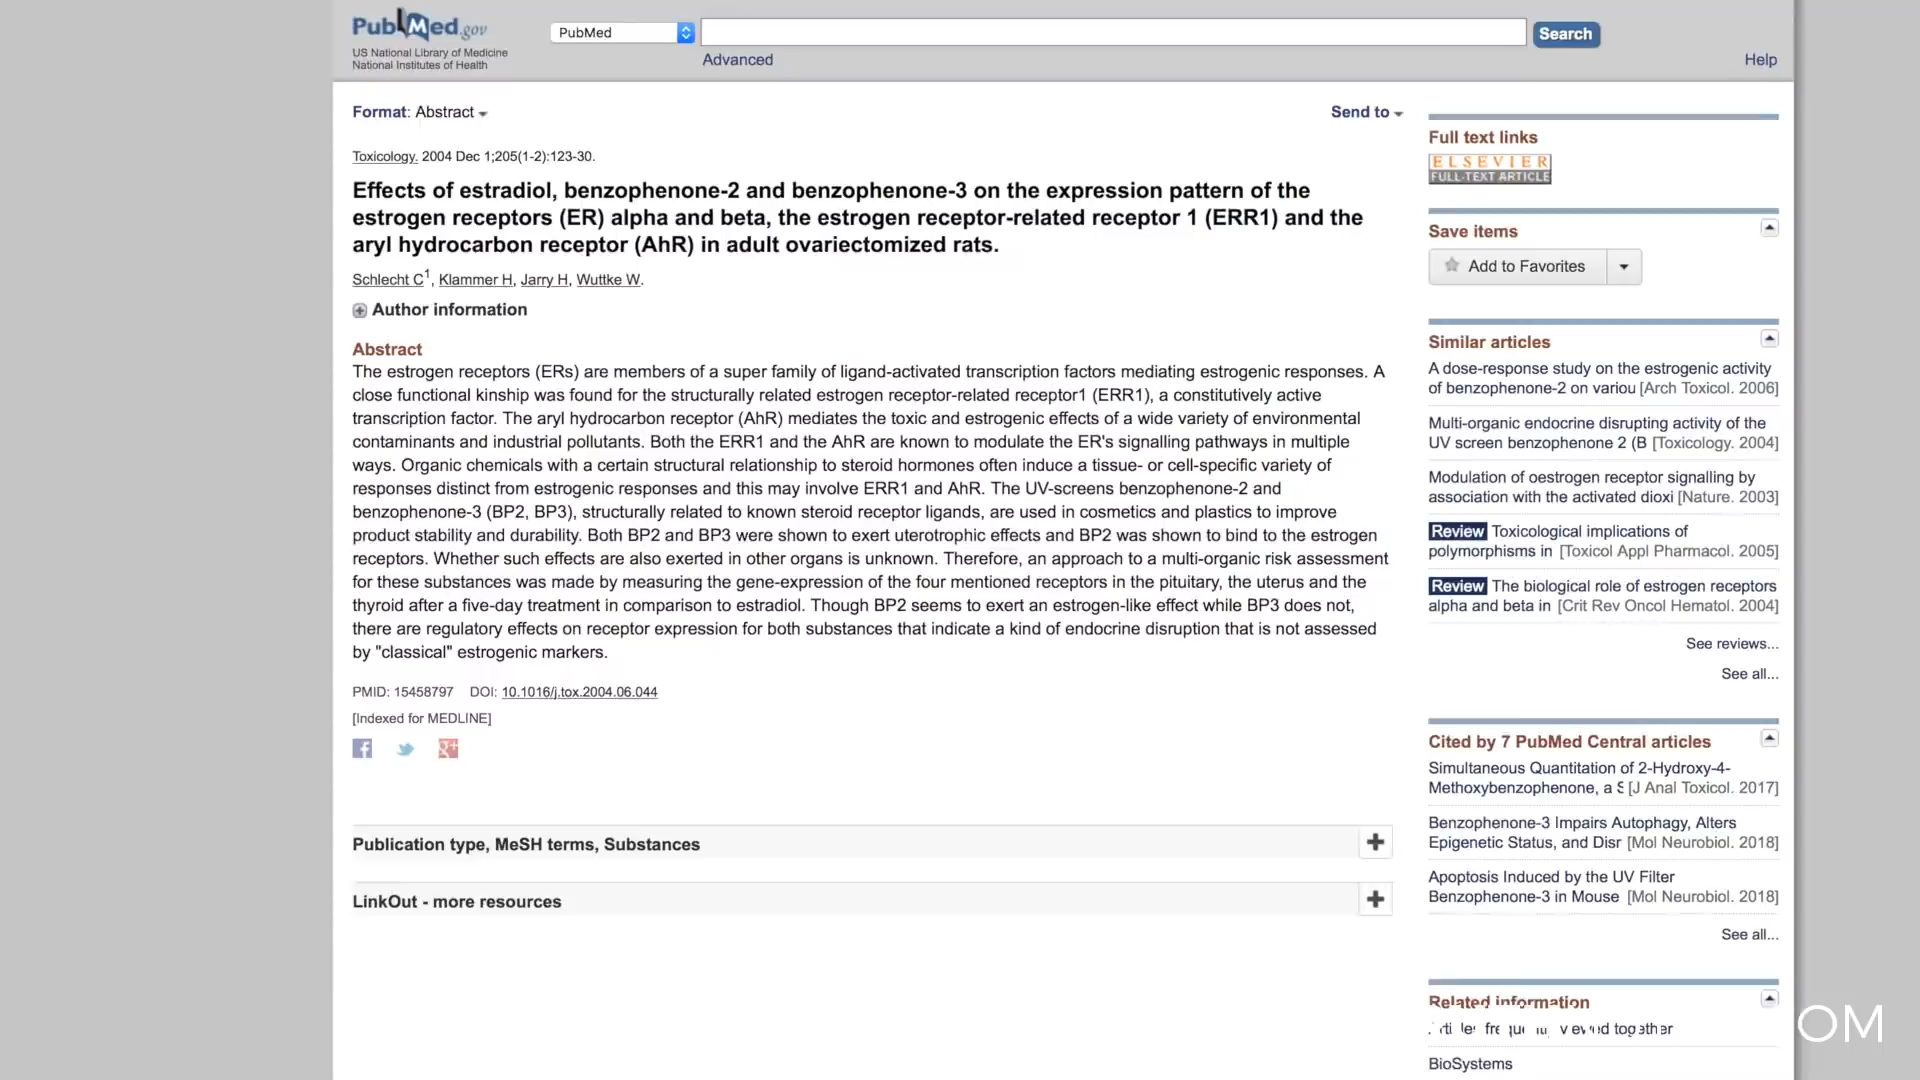 PubMed.gov
US National Library of Medicine
National Institutes of Health
PubMed
Search
Advanced
Help
Format: Abstract
Send to
Toxicology. 2004 Dec 1;205(1-2):123-30.
Effects of estradiol, benzophenone-2 and benzophenone-3 on the expression pattern of the
estrogen receptors (ER) alpha and beta, the estrogen receptor-related receptor 1 (ERR1) and the
aryl hydrocarbon receptor (AhR) in adult ovariectomized rats.
Schlecht C1, Klammer H, Jarry H, Wuttke W.
Author information
Abstract
The estrogen receptors (ERs) are members of a super family of ligand-activated transcription factors mediating estrogenic responses. A
close functional kinship was found for the structurally related estrogen receptor-related receptor1 (ERR1), a constitutively active
transcription factor. The aryl hydrocarbon receptor (AhR) mediates the toxic and estrogenic effects of a wide variety of environmental
contaminants and industrial pollutants. Both the ERR1 and the AhR are known to modulate the ER's signalling pathways in multiple
ways. Organic chemicals with a certain structural relationship to steroid hormones often induce a tissue- or cell-specific variety of
responses distinct from estrogenic responses and this may involve ERR1 and AhR. The UV-screens benzophenone-2 and
benzophenone-3 (BP2, BP3), structurally related to known steroid receptor ligands, are used in cosmetics and plastics to improve
product stability and durability. Both BP2 and BP3 were shown to exert uterotrophic effects and BP2 was shown to bind to the estrogen
receptors. Whether such effects are also exerted in other organs is unknown. Therefore, an approach to a multi-organic risk assessment
for these substances was made by measuring the gene-expression of the four mentioned receptors in the pituitary, the uterus and the
thyroid after a five-day treatment in comparison to estradiol. Though BP2 seems to exert an estrogen-like effect while BP3 does not,
there are regulatory effects on receptor expression for both substances that indicate a kind of endocrine disruption that is not assessed
by "classical" estrogenic markers.
PMID: 15458797 DOI: 10.1016/j.tox.2004.06.044
[Indexed for MEDLINE]
Publication type, MeSH terms, Substances
LinkOut - more resources
Full text links
ELSEVIER
FULL-TEXT ARTICLE
Save items
Add to Favorites
Similar articles
A dose-response study on the estrogenic activity
of benzophenone-2 on variou [Arch Toxicol. 2006]
Multi-organic endocrine disrupting activity of the
UV screen benzophenone 2 (B [Toxicology. 2004]
Modulation of oestrogen receptor signalling by
association with the activated dioxi [Nature. 2003]
Review Toxicological implications of
polymorphisms in [Toxicol Appl Pharmacol. 2005]
Review The biological role of estrogen receptors
alpha and beta in [Crit Rev Oncol Hematol. 2004]
See reviews...
See all...
Cited by 7 PubMed Central articles
Simultaneous Quantitation of 2-Hydroxy-4-
Methoxybenzophenone, a S [J Anal Toxicol. 2017]
Benzophenone-3 Impairs Autophagy, Alters
Epigenetic Status, and Disr [Mol Neurobiol. 2018]
Apoptosis Induced by the UV Filter
Benzophenone-3 in Mouse [Mol Neurobiol. 2018]
See all...
Related information
together
BioSystems
OM